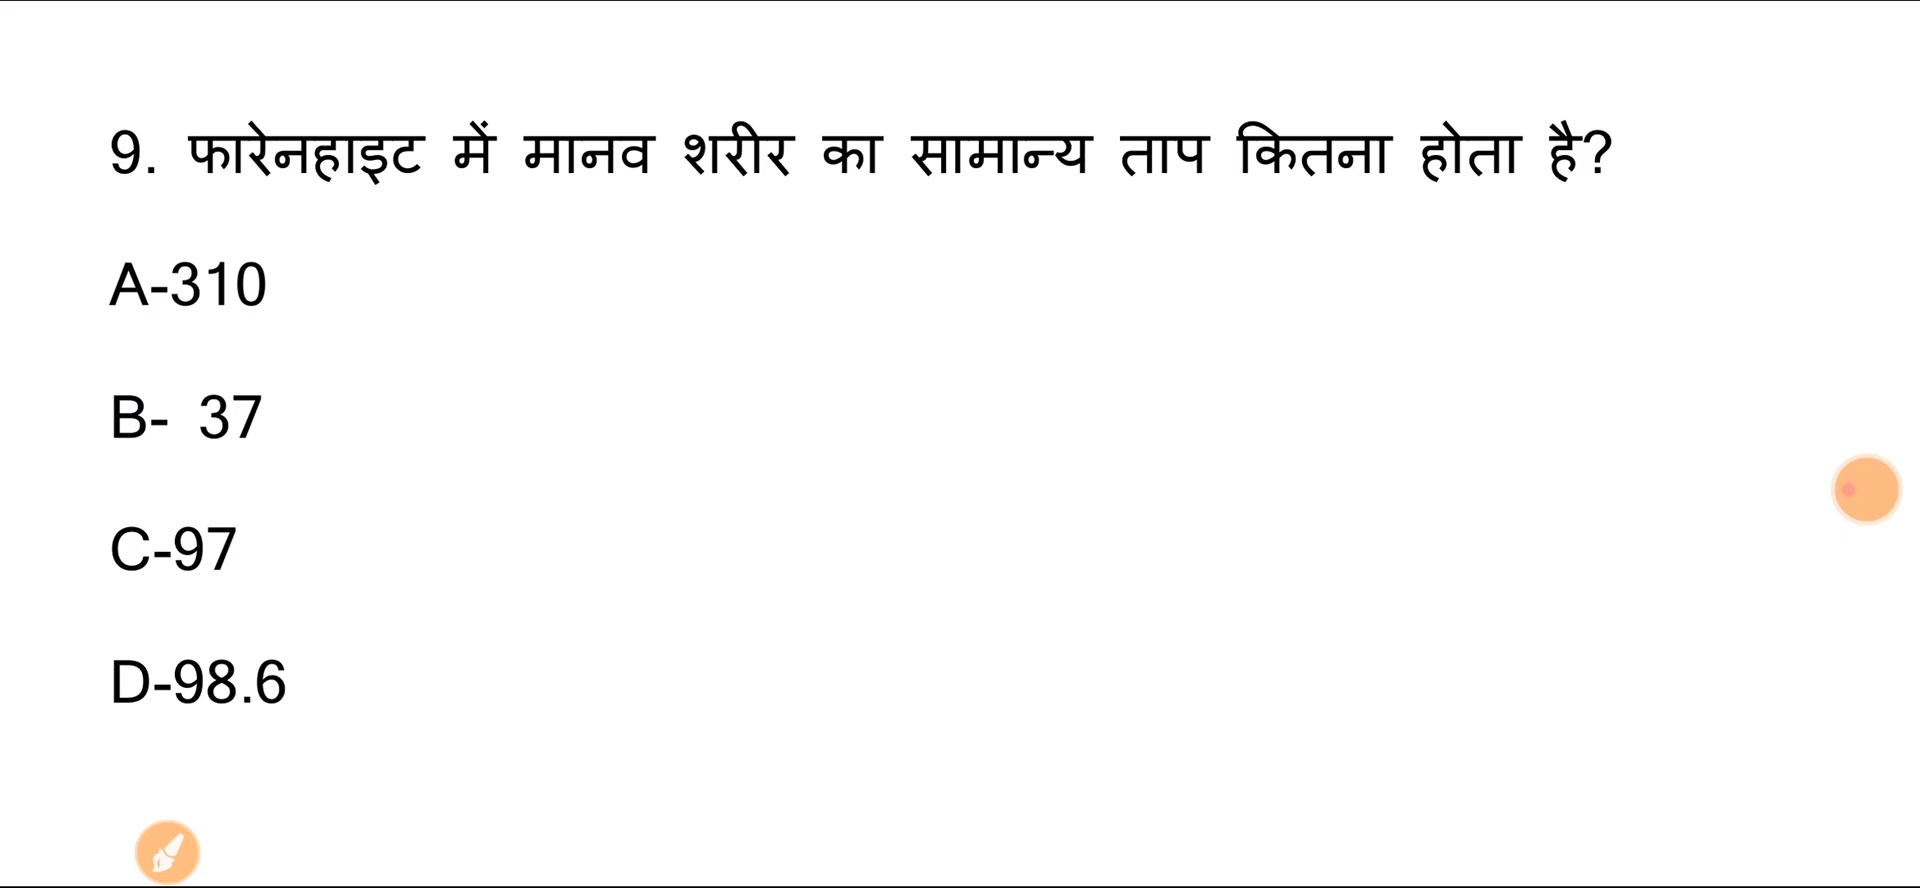 9. फारेनहाइट में मानव शरीर का सामान्य ताप कितना होता है?
A-310
B- 37
C-97
D-98.6